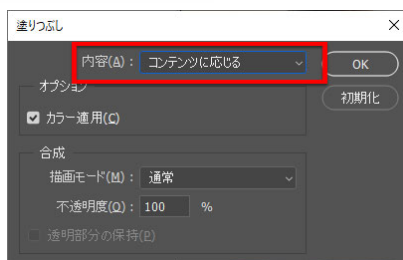 塗りつぶし
内容(A): コンテンツに応じる
OK
オプション
初期化
カラー適用(C)
合成
描画モード(M): 通常
不透明度(O): 100 %
透明部分の保持(P)